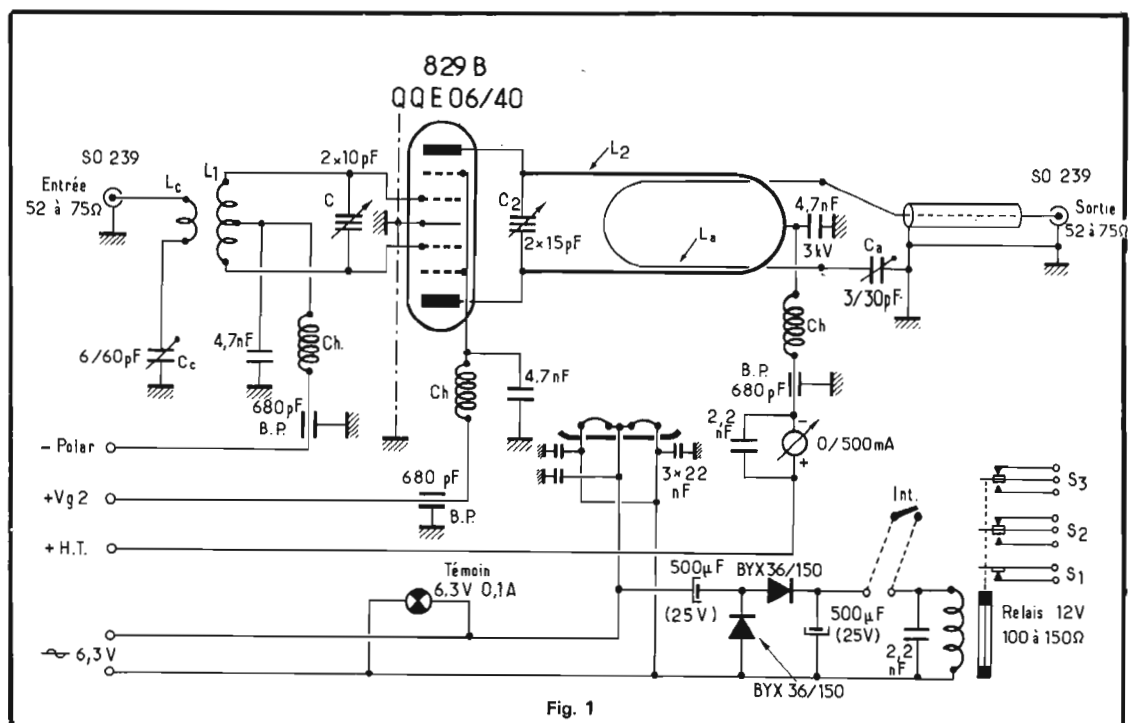 829 B
QQE 06/40
SO 239
Entrée
52 à 75Ω
Lc
L1
2×10pF
C
C2
2×15pF
L2
La
4,7nF
3kV
SO 239
Sortie
52 à 75Ω
Ca
3/30pF
6/60pF
Cc
4,7nF
Ch.
680pF
B.P.
Ch
4,7nF
Ch
B.P.
680pF
2,2
nF
−
+
0/500mA
− Polar
+Vg2
+ H.T.
680 pF
B.P.
3×22
nF
Int.
S3
S2
S1
Témoin
6,3V 0,1A
500µF
(25V)
BYX 36/150
500µF
(25V)
2,2
nF
Relais 12V
100 à 150Ω
BYX 36/150
~ 6,3V
Fig. 1